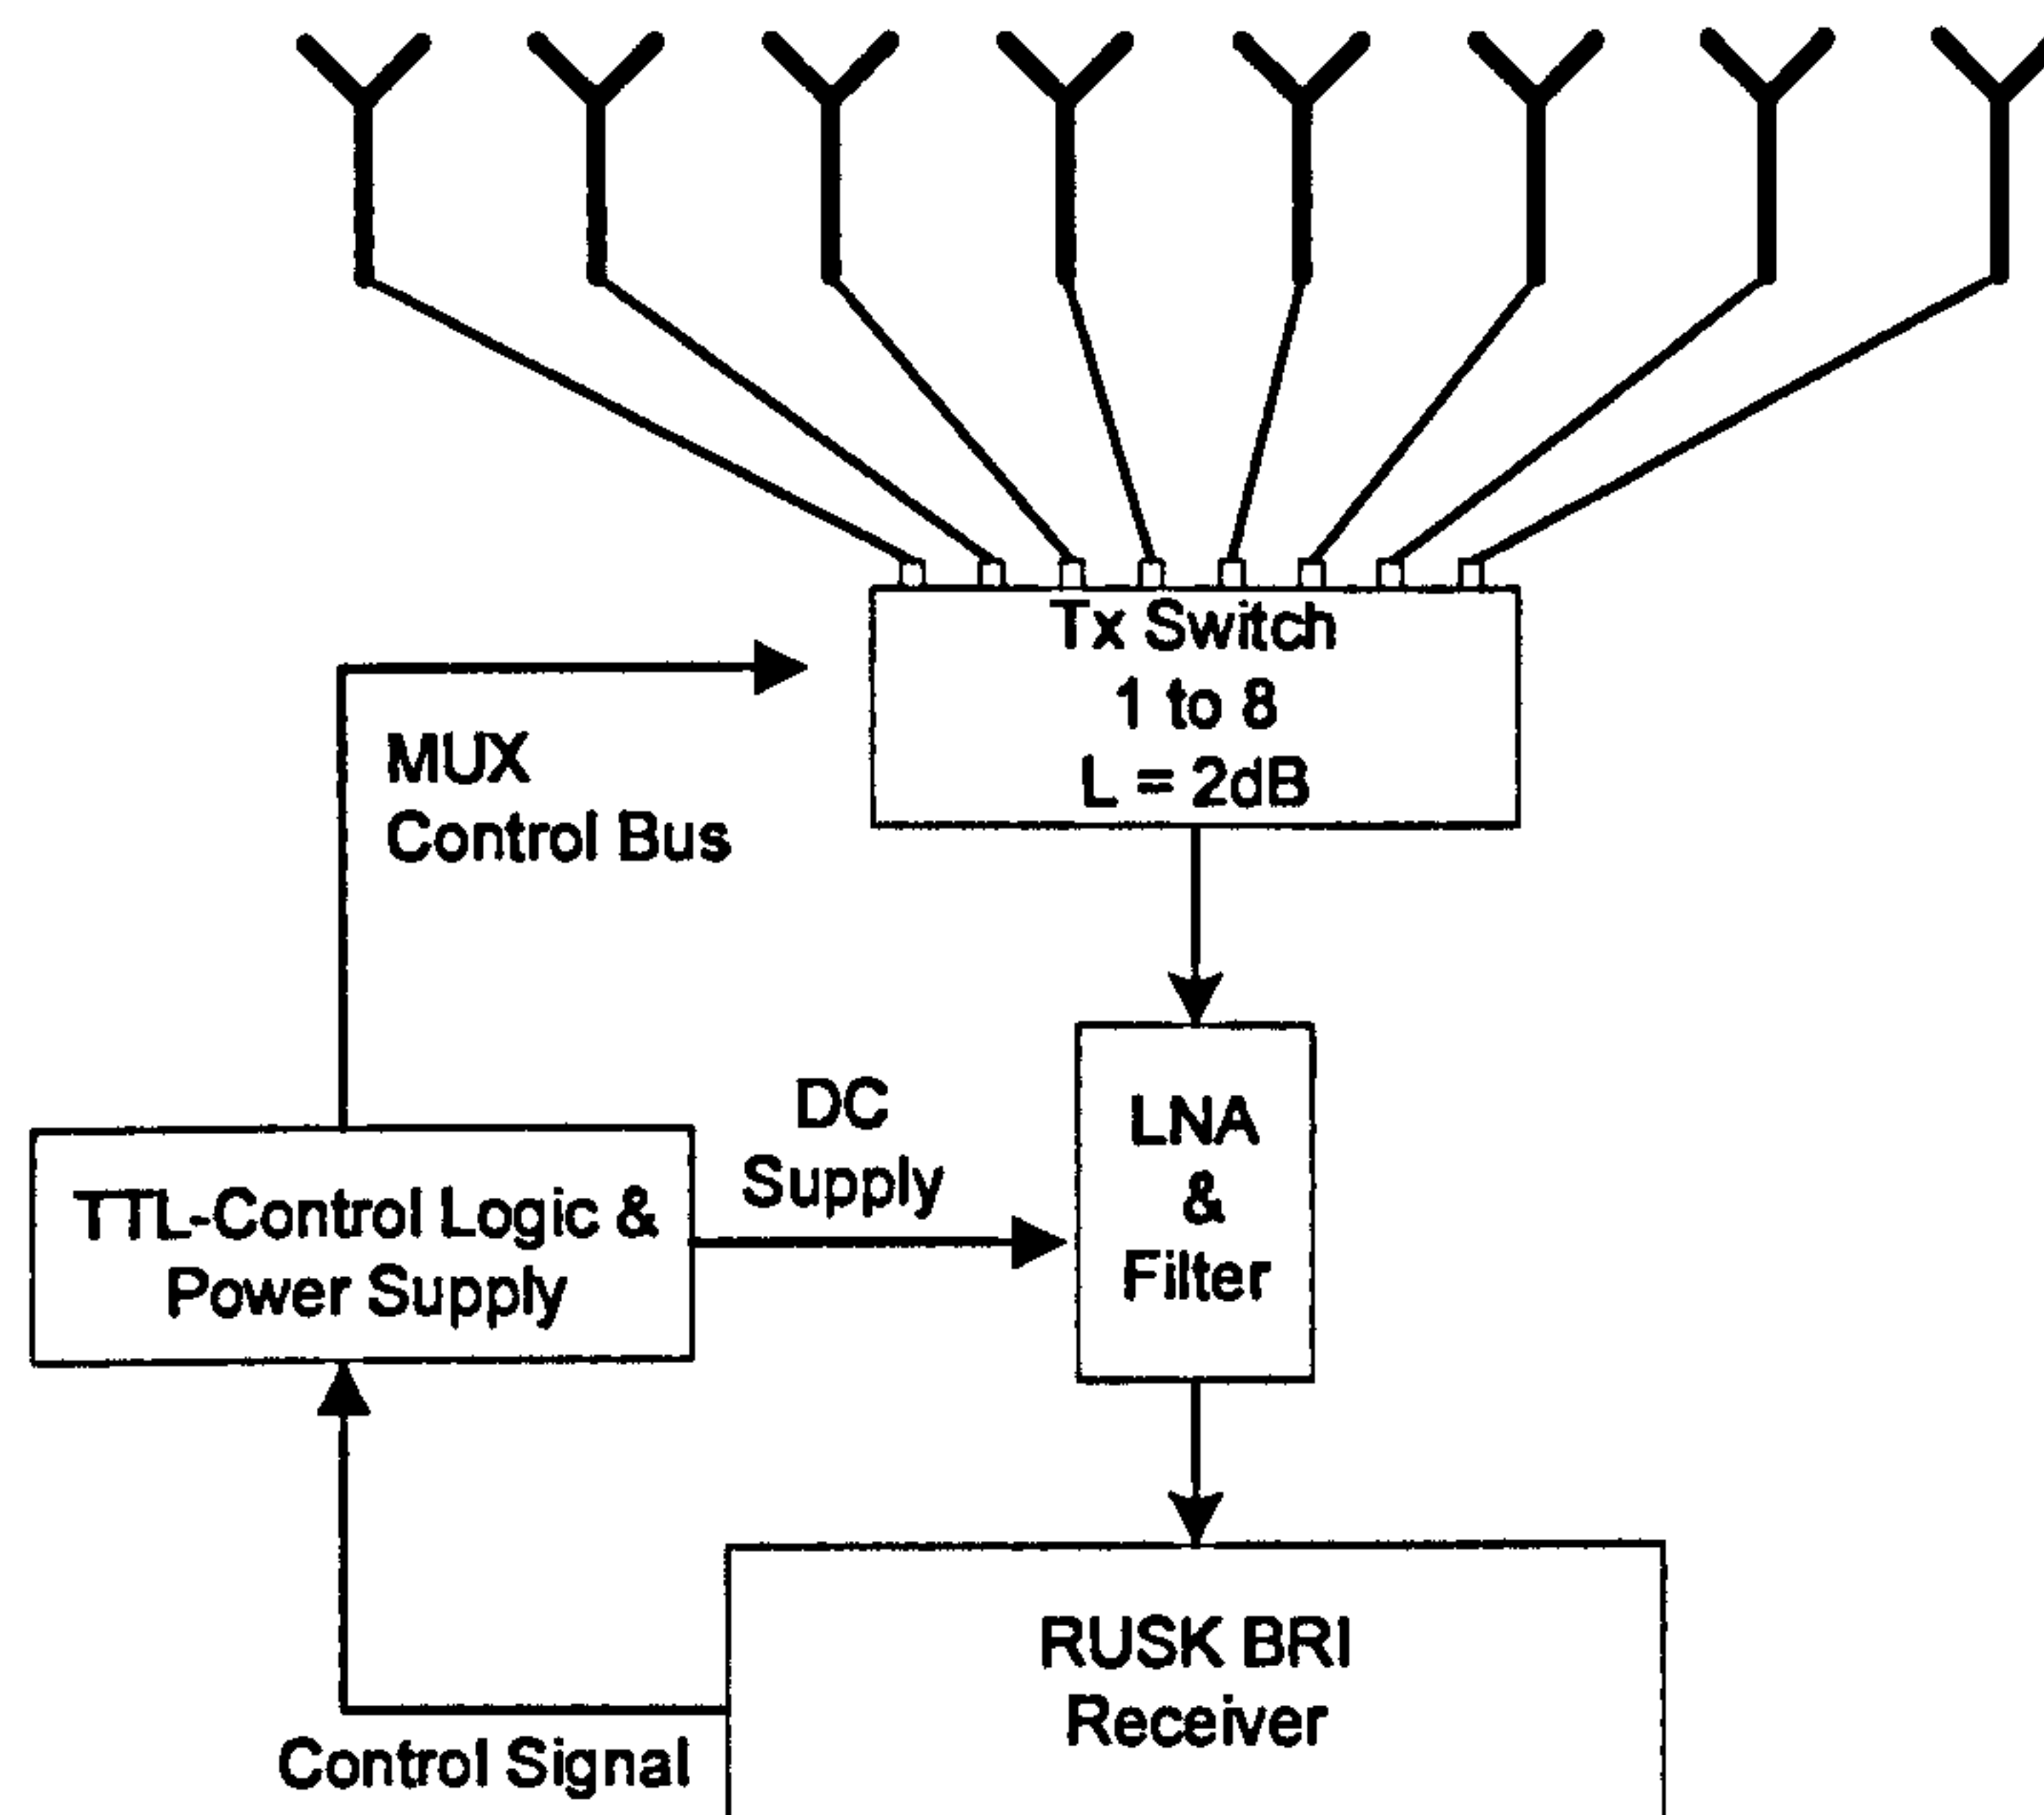 Tx Switch
1 to 8
L = 2dB
MUX
Control Bus
DC
Supply
LNA
&
Filter
TTL-Control Logic &
Power Supply
RUSK BRI
Receiver
Control Signal